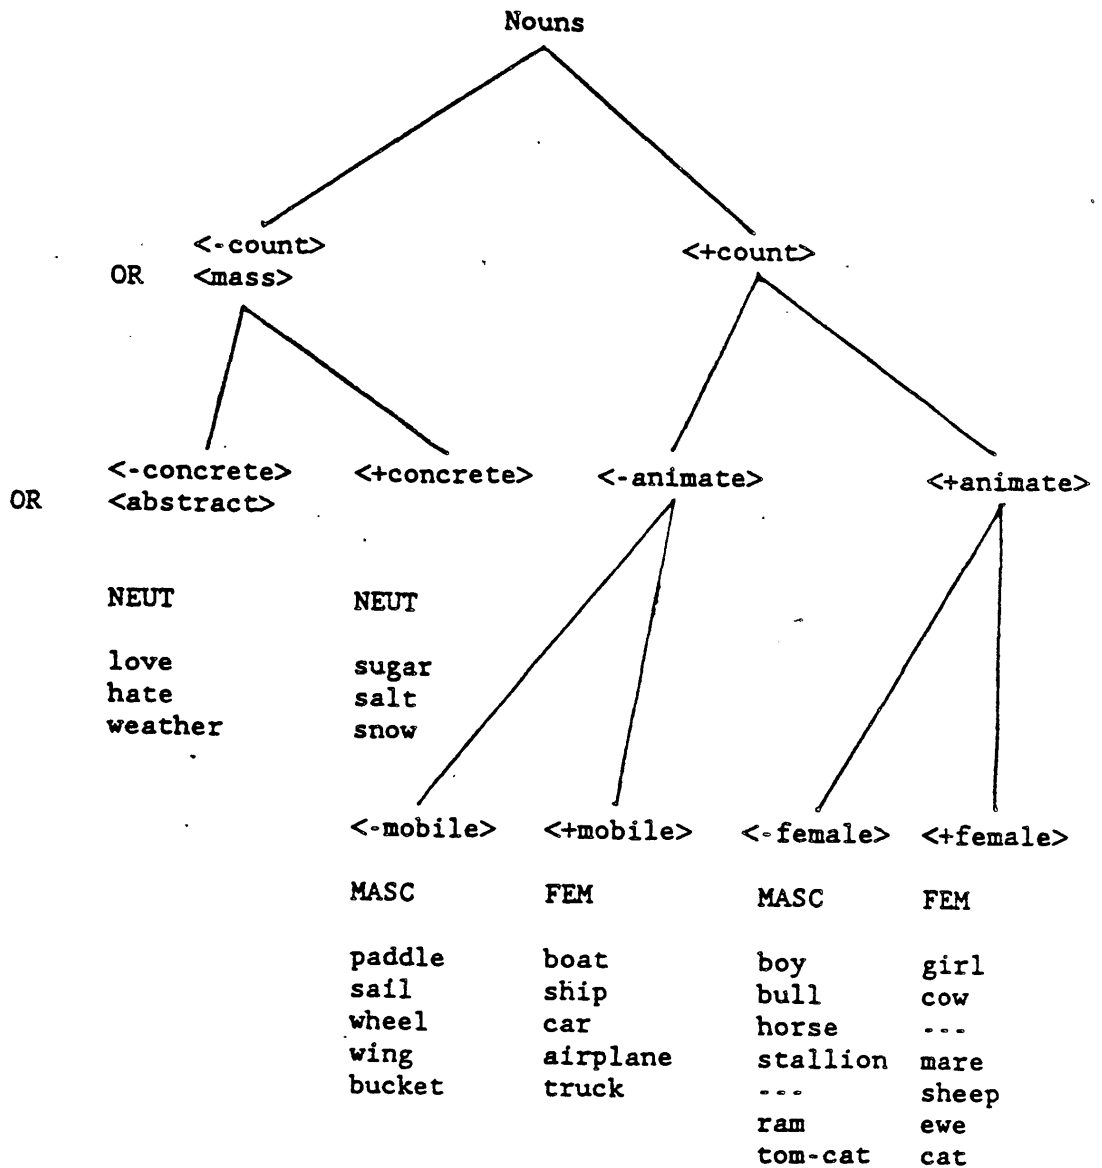 Nouns
<-count> <+count>
OR <mass>
<-concrete> <+concrete> <-animate> <+animate>
OR <abstract>
NEUT NEUT
love sugar
hate salt
weather snow
<-mobile> <+mobile> <-female> <+female>
MASC FEM MASC FEM
paddle boat boy girl
sail ship bull cow
wheel car horse ---
wing airplane stallion mare
bucket truck --- sheep
ram ewe
tom-cat cat